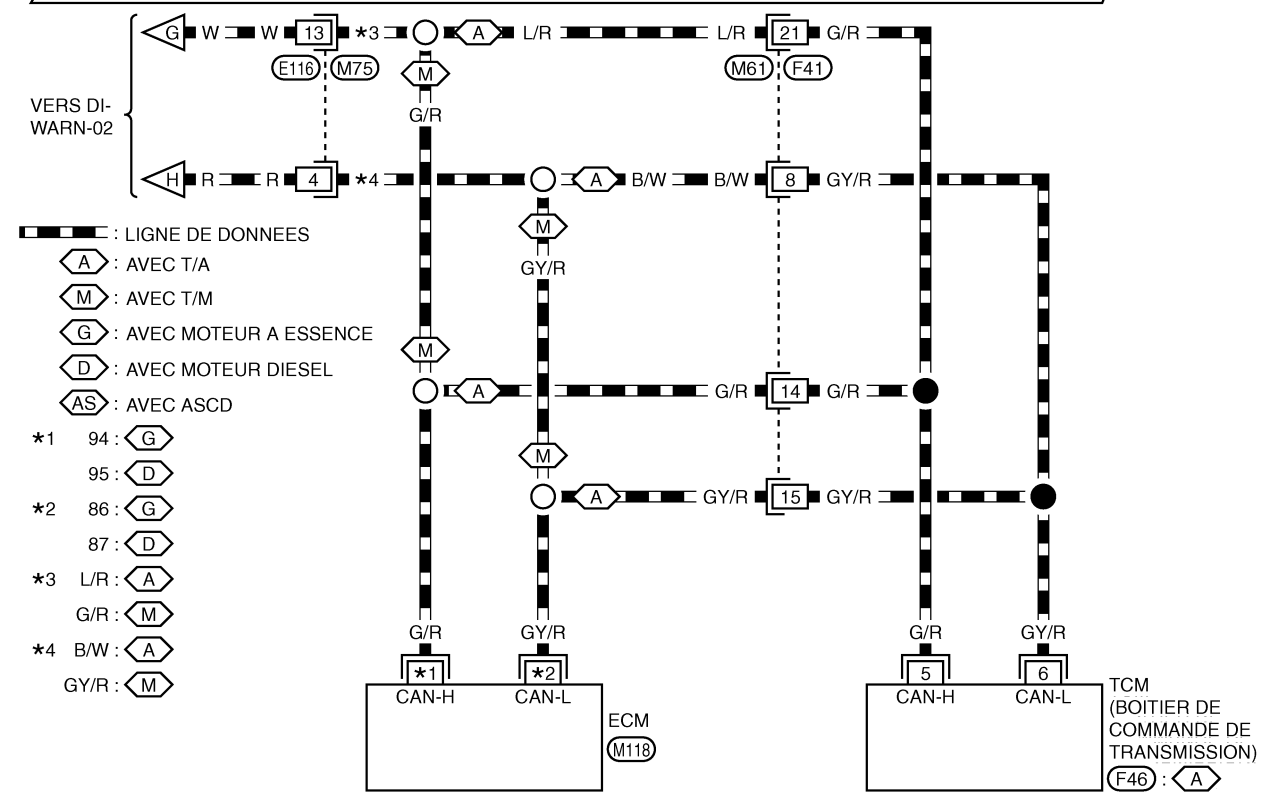 G W W 13 *3 A L/R L/R 21 G/R
E116 M75 M M61 F41
G/R
VERS DI-
WARN-02
H R R 4 *4 A B/W B/W 8 GY/R
M
GY/R
: LIGNE DE DONNEES
A : AVEC T/A
M : AVEC T/M
G : AVEC MOTEUR A ESSENCE
D : AVEC MOTEUR DIESEL
AS : AVEC ASCD
*1 94 : G
95 : D
*2 86 : G
87 : D
*3 L/R : A
G/R : M
*4 B/W : A
GY/R : M
M
A G/R 14 G/R
M
A GY/R 15 GY/R
G/R GY/R G/R GY/R
*1 *2 5 6
CAN-H CAN-L CAN-H CAN-L
ECM
M118
TCM
(BOITIER DE
COMMANDE DE
TRANSMISSION)
F46 : A